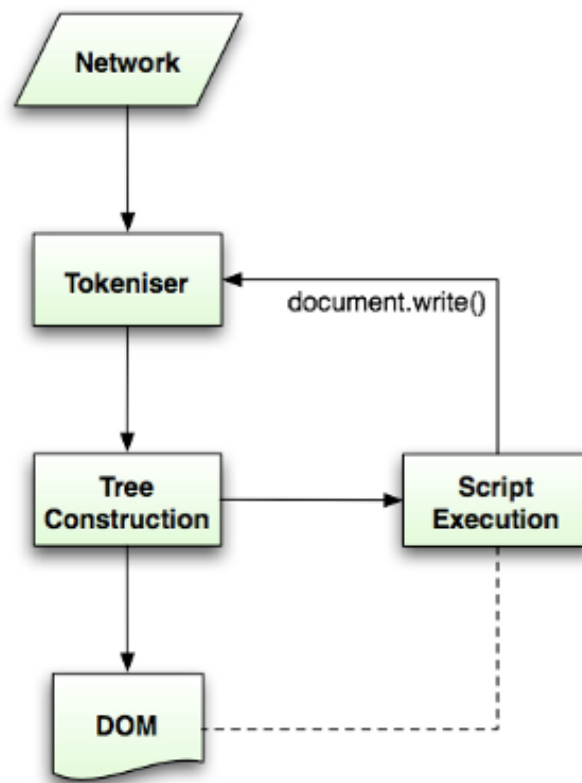 Network
Tokeniser
document.write()
Tree
Construction
Script
Execution
DOM